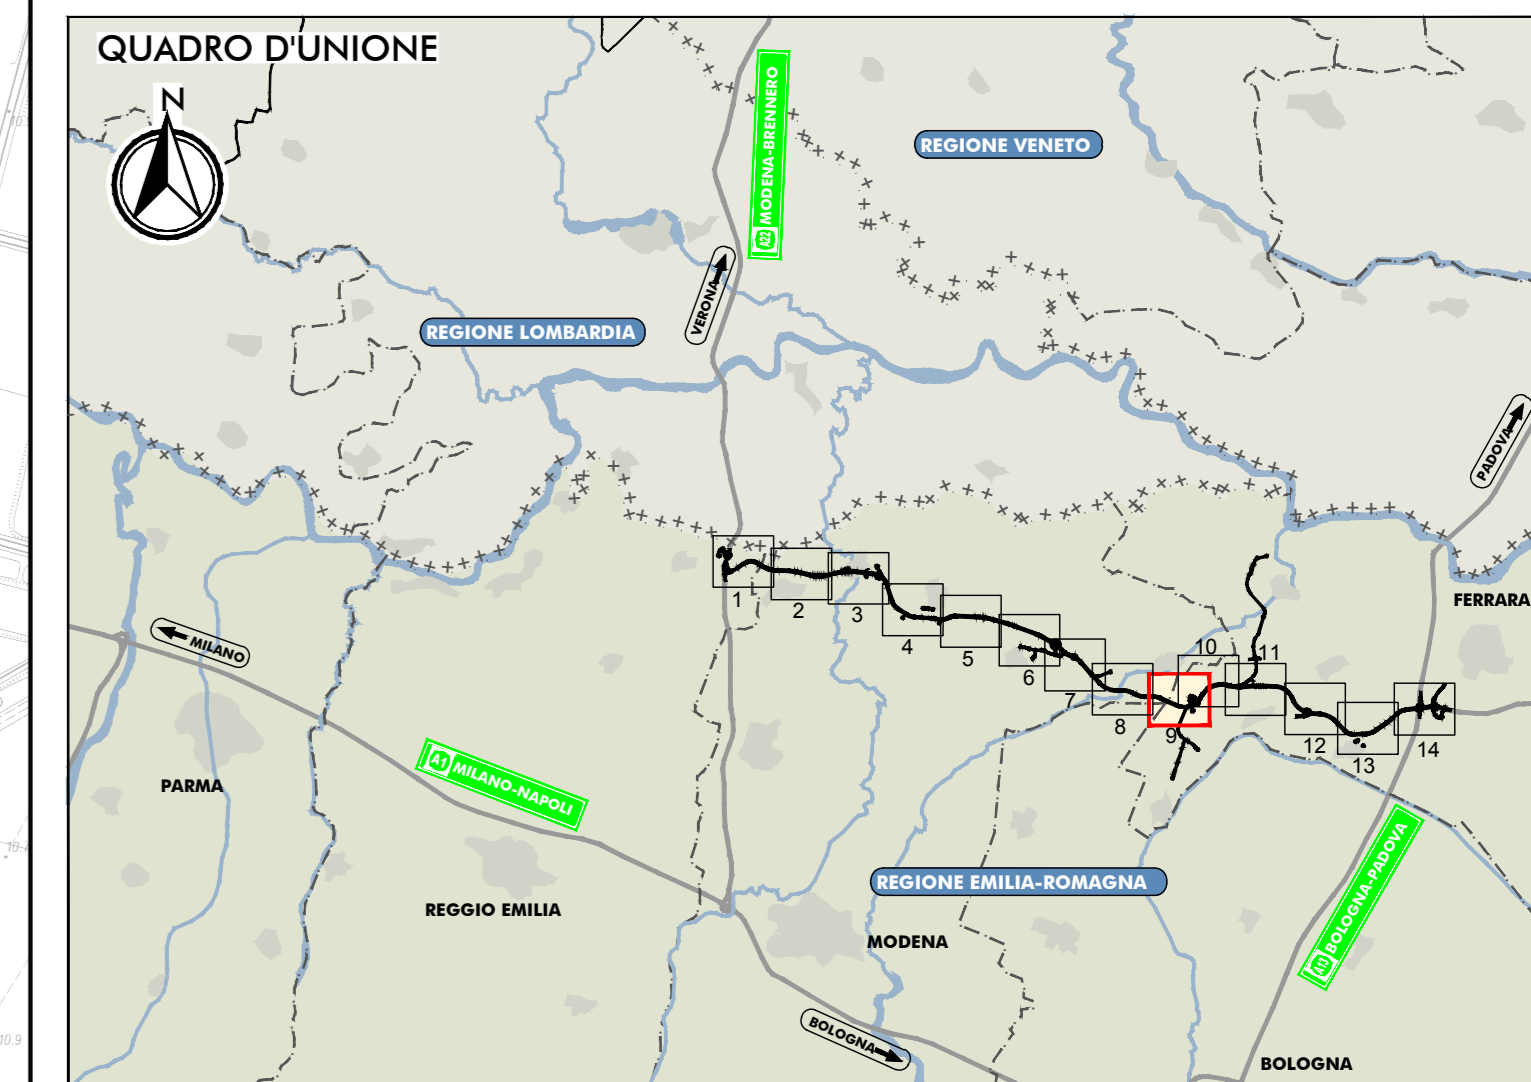 QUADRO D'UNIONE
N
A22 MODENA-BRENNERO
REGIONE VENETO
VERONA
REGIONE LOMBARDIA
PADOVA
1
2
3
4
5
6
7
8
9
10
11
12
13
14
FERRARA
MILANO
PARMA
A1 MILANO-NAPOLI
REGIONE EMILIA-ROMAGNA
A13 BOLOGNA-PADOVA
REGGIO EMILIA
MODENA
BOLOGNA
BOLOGNA
10.9